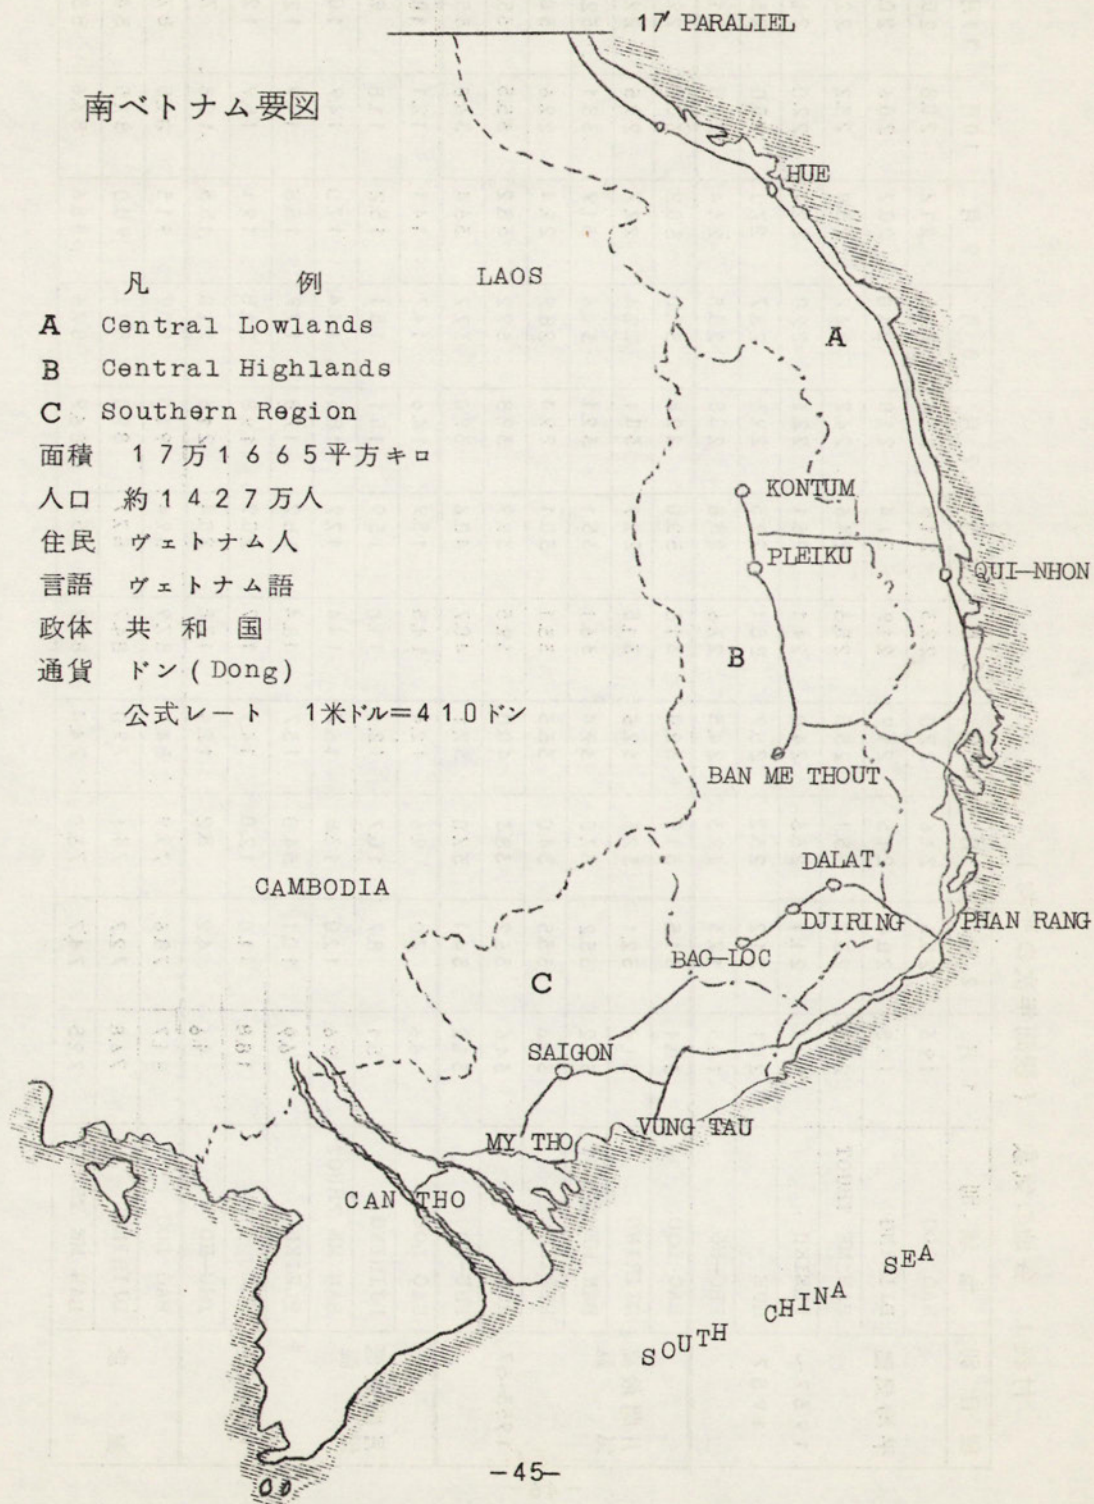 17′ PARALIEL
南ベトナム要図
HUE
凡　例
LAOS
A Central Lowlands
A
B Central Highlands
C Southern Region
面積 17万1665平方キロ
人口 約1427万人
KONTUM
住民 ヴェトナム人
PLEIKU
QUI—NHON
言語 ヴェトナム語
政体 共和国
B
通貨 ドン(Dong)
公式レート 1米ドル=410ドン
BAN ME THOUT
DALAT
CAMBODIA
DJIRING
PHAN RANG
BAO—LOC
C
SAIGON
VUNG TAU
MY THO
CAN THO
SOUTH CHINA SEA
-45-